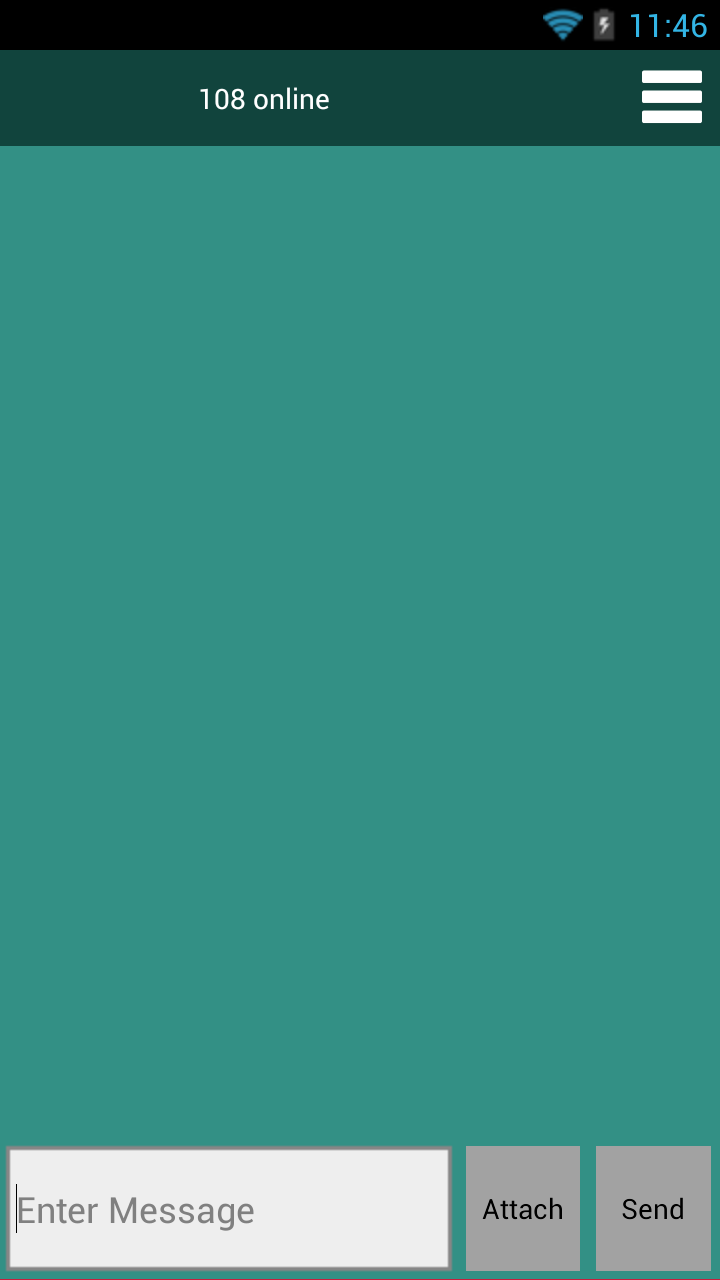 11:46
108 online
Enter Message
Attach
Send